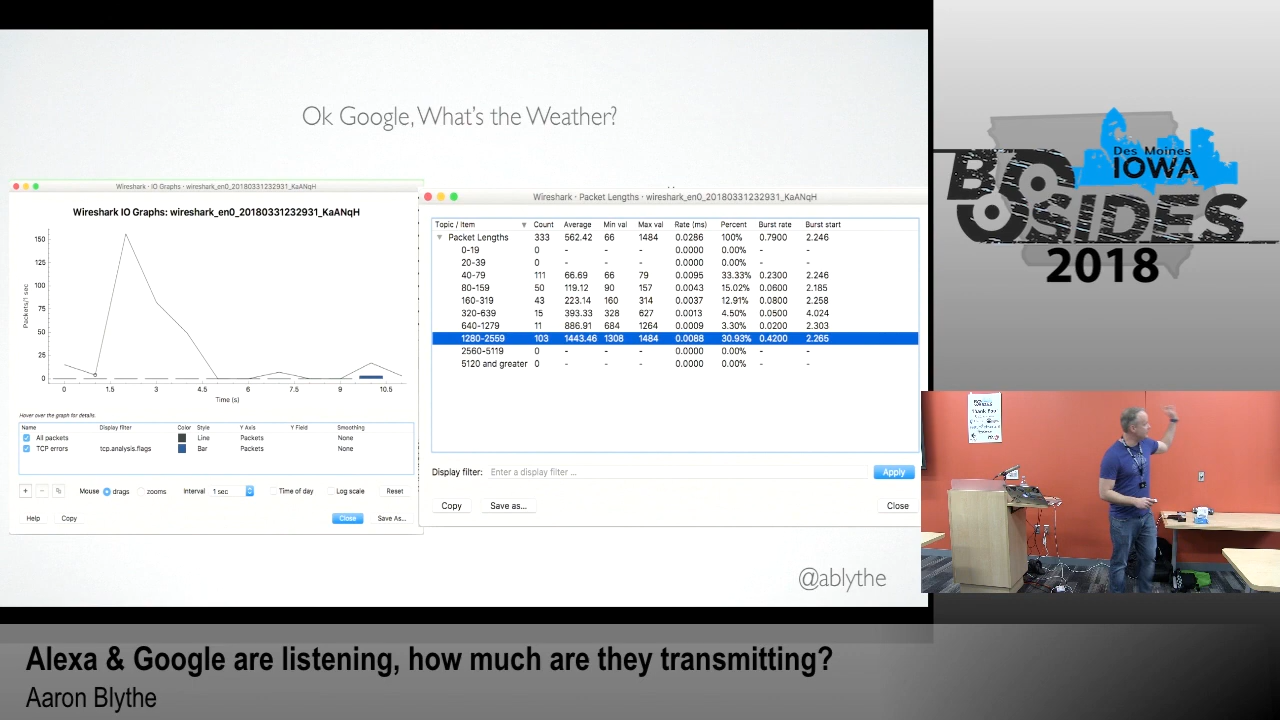 Ok Google, What's the Weather?
Wireshark · IO Graphs · wireshark_en0_20180331232931_KaANqH
Wireshark IO Graphs: wireshark_en0_20180331232931_KaANqH
Packets/1 sec
150
125
100
75
50
25
0
0 1.5 3 4.5 6 7.5 9 10.5
Time (s)
Hover over the graph for details.
Name Display filter Color Style Y Axis Y Field Smoothing
All packets Line Packets None
TCP errors tcp.analysis.flags Bar Packets None
+ − Mouse drags zooms Interval 1 sec Time of day Log scale Reset
Help Copy Close Save As...
Wireshark · Packet Lengths · wireshark_en0_20180331232931_KaANqH
Topic / Item Count Average Min val Max val Rate (ms) Percent Burst rate Burst start
Packet Lengths 333 562.42 66 1484 0.0286 100% 0.7900 2.246
0-19 0 - - - 0.0000 0.00% - -
20-39 0 - - - 0.0000 0.00% - -
40-79 111 66.69 66 79 0.0095 33.33% 0.2300 2.246
80-159 50 119.12 90 157 0.0043 15.02% 0.0600 2.185
160-319 43 223.14 160 314 0.0037 12.91% 0.0800 2.258
320-639 15 393.33 328 627 0.0013 4.50% 0.0500 4.024
640-1279 11 886.91 684 1264 0.0009 3.30% 0.0200 2.303
1280-2559 103 1443.46 1308 1484 0.0088 30.93% 0.4200 2.265
2560-5119 0 - - - 0.0000 0.00% - -
5120 and greater 0 - - - 0.0000 0.00% - -
Display filter: Enter a display filter ... Apply
Copy Save as... Close
@ablythe
Des Moines
IOWA
BSIDES
2018
Thank You
Alexa & Google are listening, how much are they transmitting?
Aaron Blythe